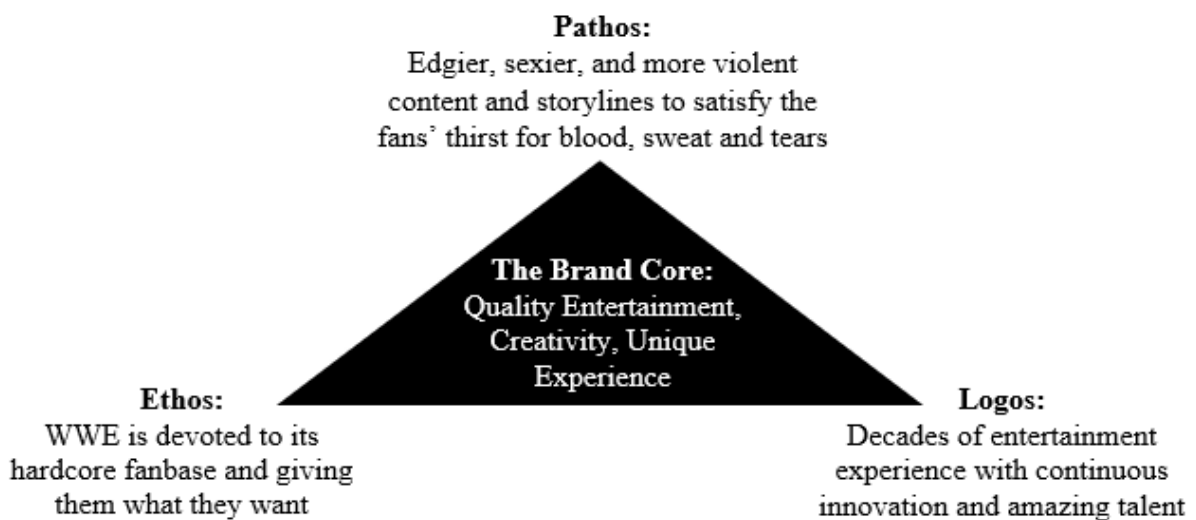 Pathos:
Edgier, sexier, and more violent
content and storylines to satisfy the
fans’ thirst for blood, sweat and tears
The Brand Core:
Quality Entertainment,
Creativity, Unique
Experience
Ethos:
WWE is devoted to its
hardcore fanbase and giving
them what they want
Logos:
Decades of entertainment
experience with continuous
innovation and amazing talent